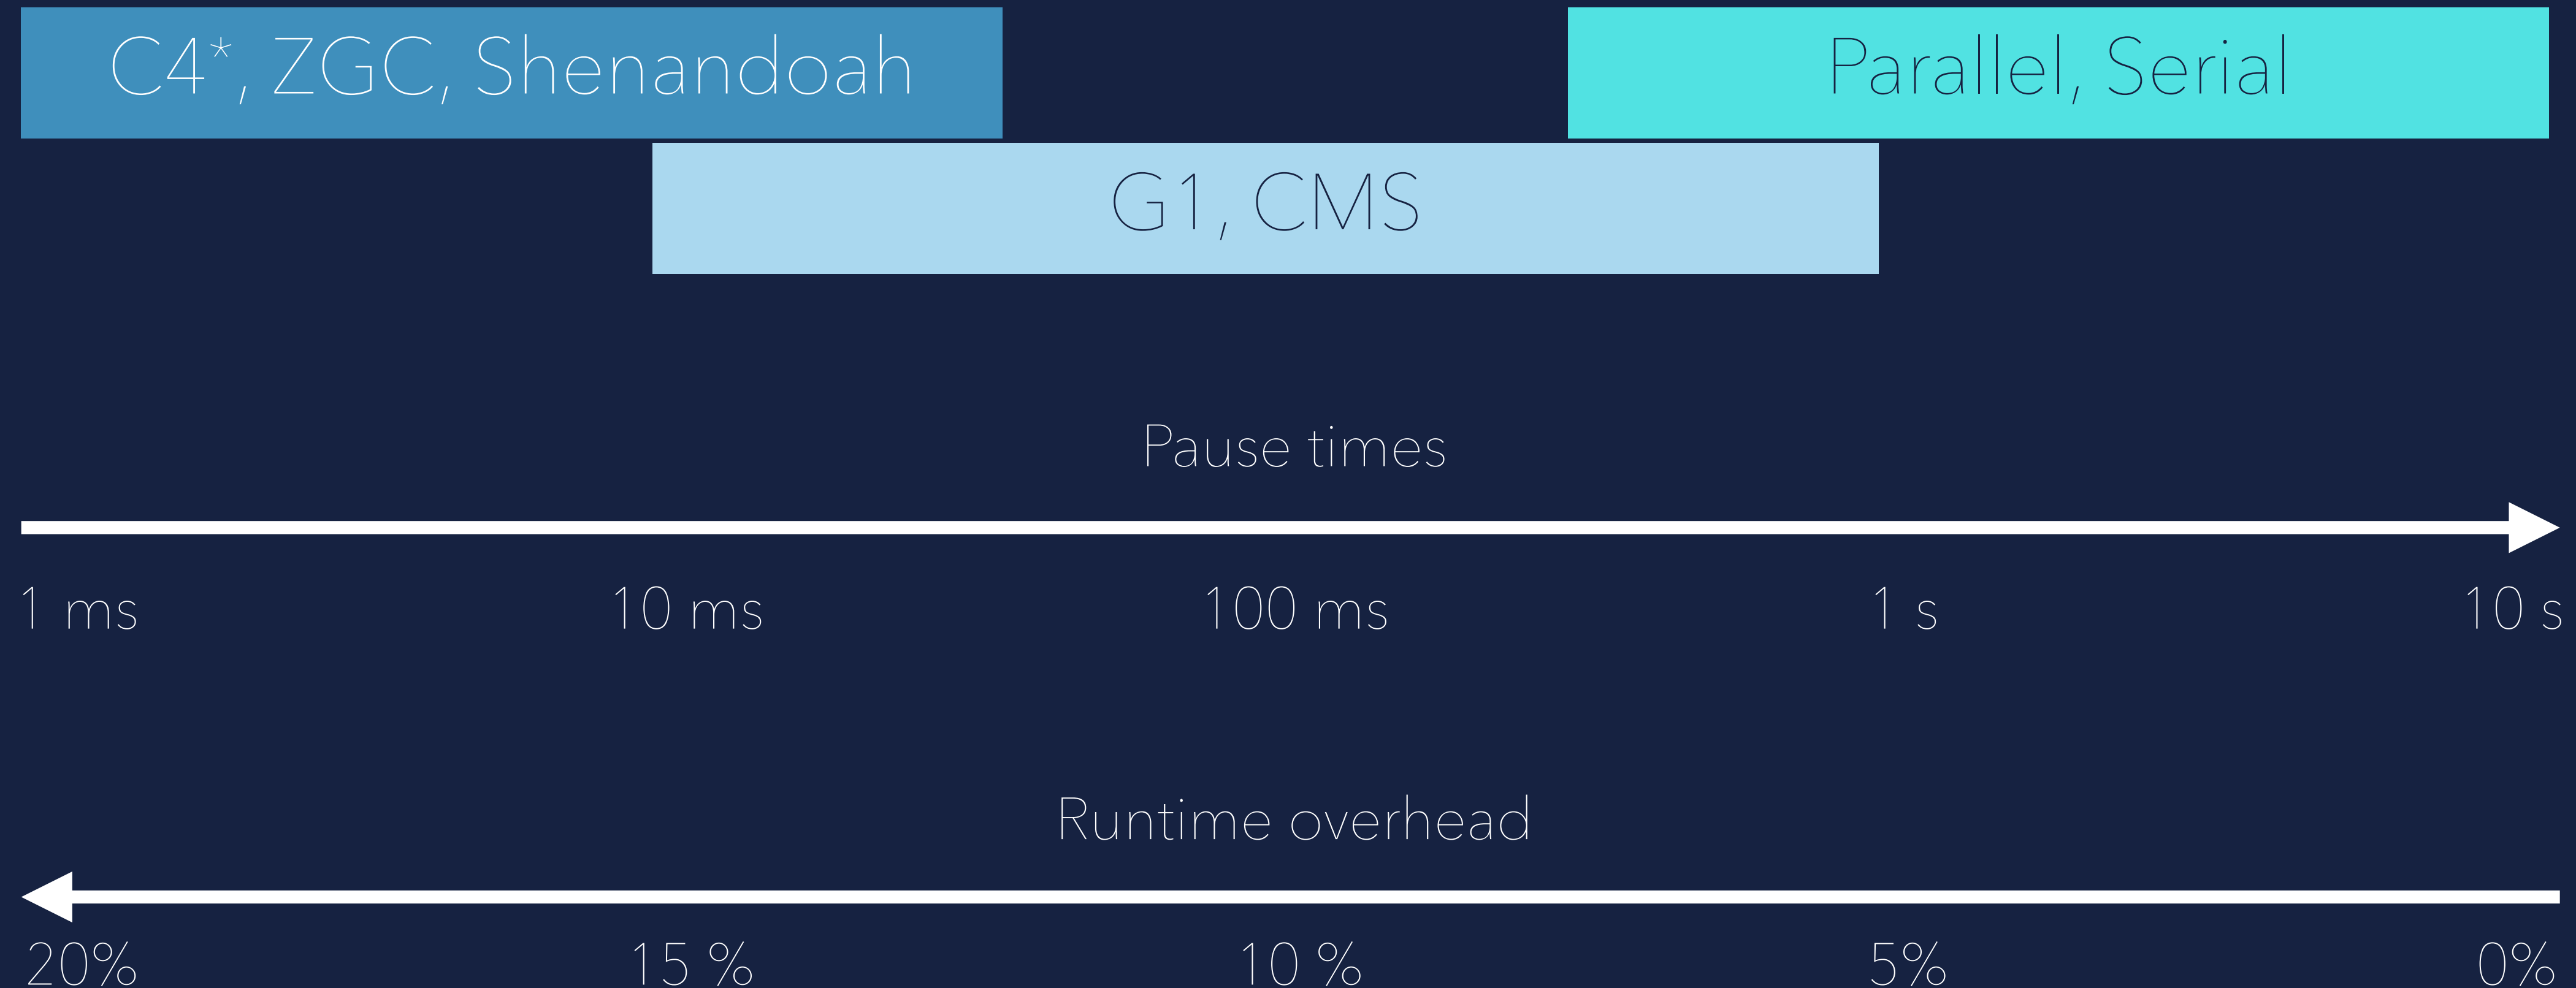 C4*, ZGC, Shenandoah
Parallel, Serial
G1, CMS
Pause times
1 ms
10 ms
100 ms
1 s
10 s
Runtime overhead
20%
15 %
10 %
5%
0%